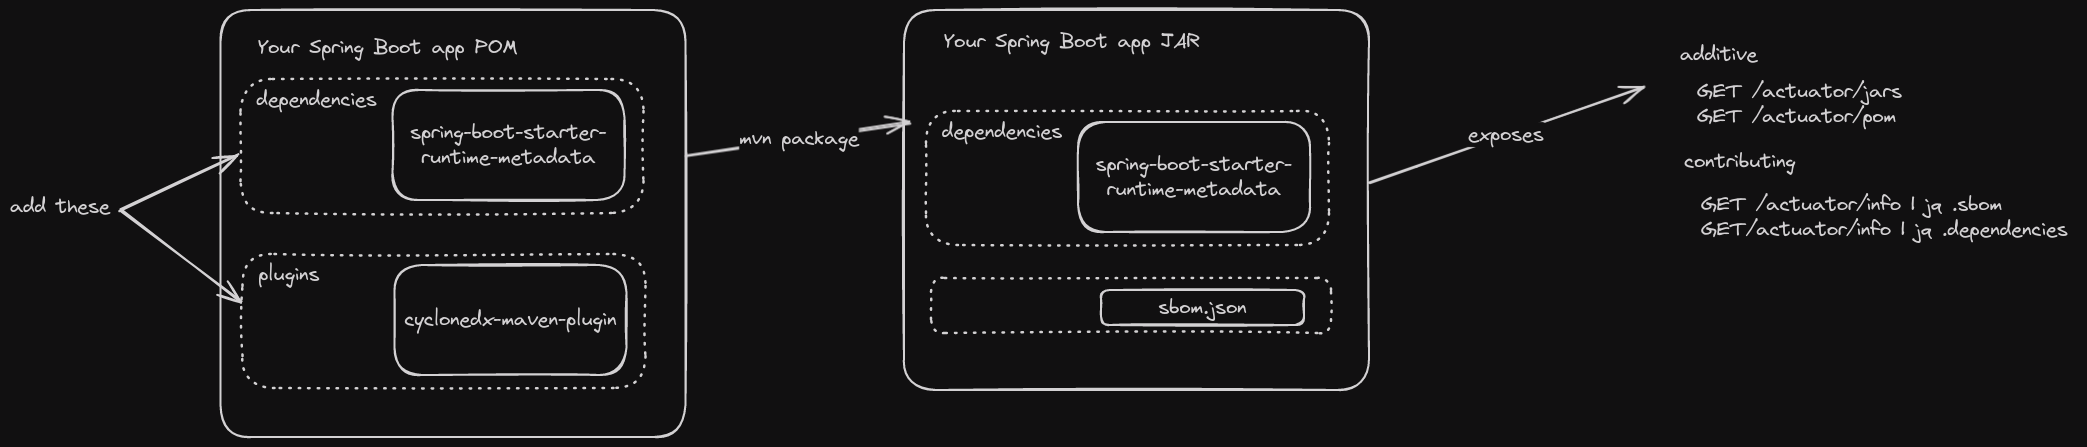 add these
Your Spring Boot app POM
dependencies
spring-boot-starter-
runtime-metadata
plugins
cyclonedx-maven-plugin
mvn package
Your Spring Boot app JAR
dependencies
spring-boot-starter-
runtime-metadata
sbom.json
exposes
additive
GET /actuator/jars
GET /actuator/pom
contributing
GET /actuator/info | jq .sbom
GET/actuator/info | jq .dependencies